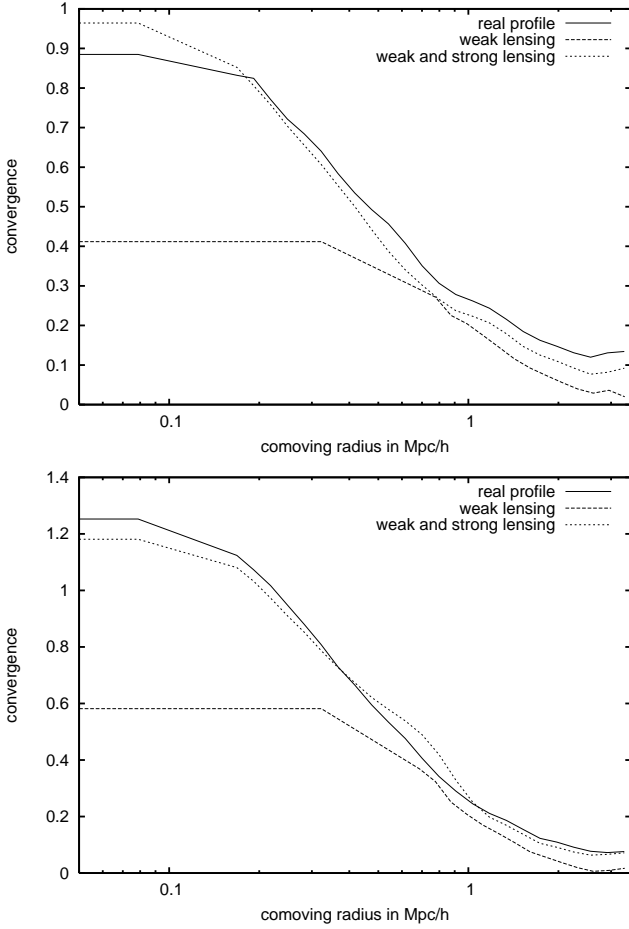 1
0.9
0.8
0.7
0.6
0.5
0.4
0.3
0.2
0.1
0
convergence
real profile
weak lensing
weak and strong lensing
0.1
1
comoving radius in Mpc/h
1.4
1.2
1
0.8
0.6
0.4
0.2
0
convergence
real profile
weak lensing
weak and strong lensing
0.1
1
comoving radius in Mpc/h